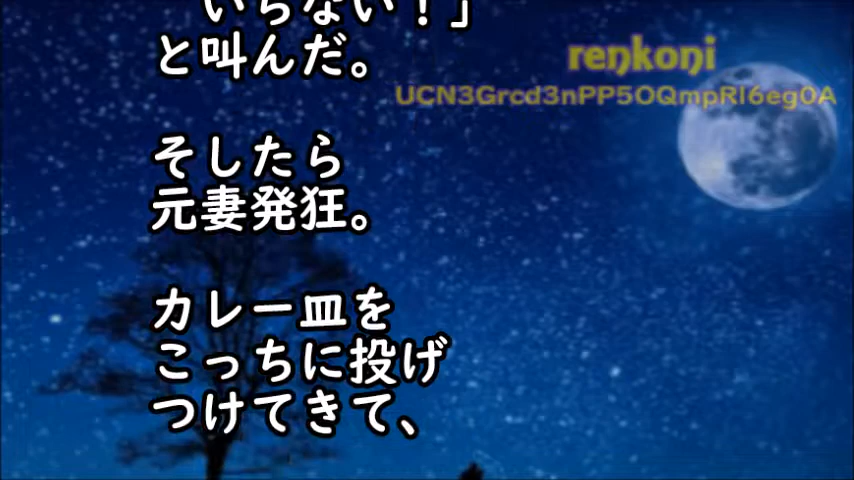 いらない！」
と叫んだ。
renkoni
UCN3Grcd3nPP5OQmpRI6eg0A
そしたら
元妻発狂。
カレー皿を
こっちに投げ
つけてきて、